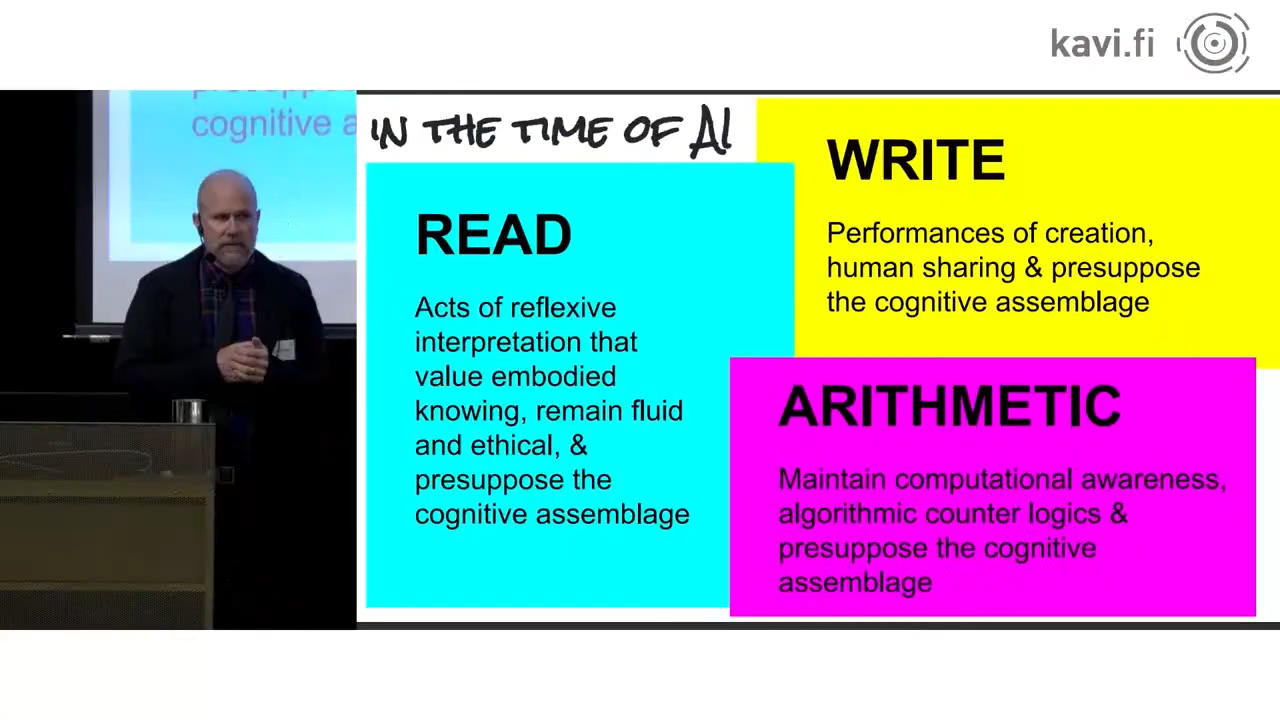 kavi.fi
cognitive
in the time of AI
READ
Acts of reflexive
interpretation that
value embodied
knowing, remain fluid
and ethical, &
presuppose the
cognitive assemblage
WRITE
Performances of creation,
human sharing & presuppose
the cognitive assemblage
ARITHMETIC
Maintain computational awareness,
algorithmic counter logics &
presuppose the cognitive
assemblage